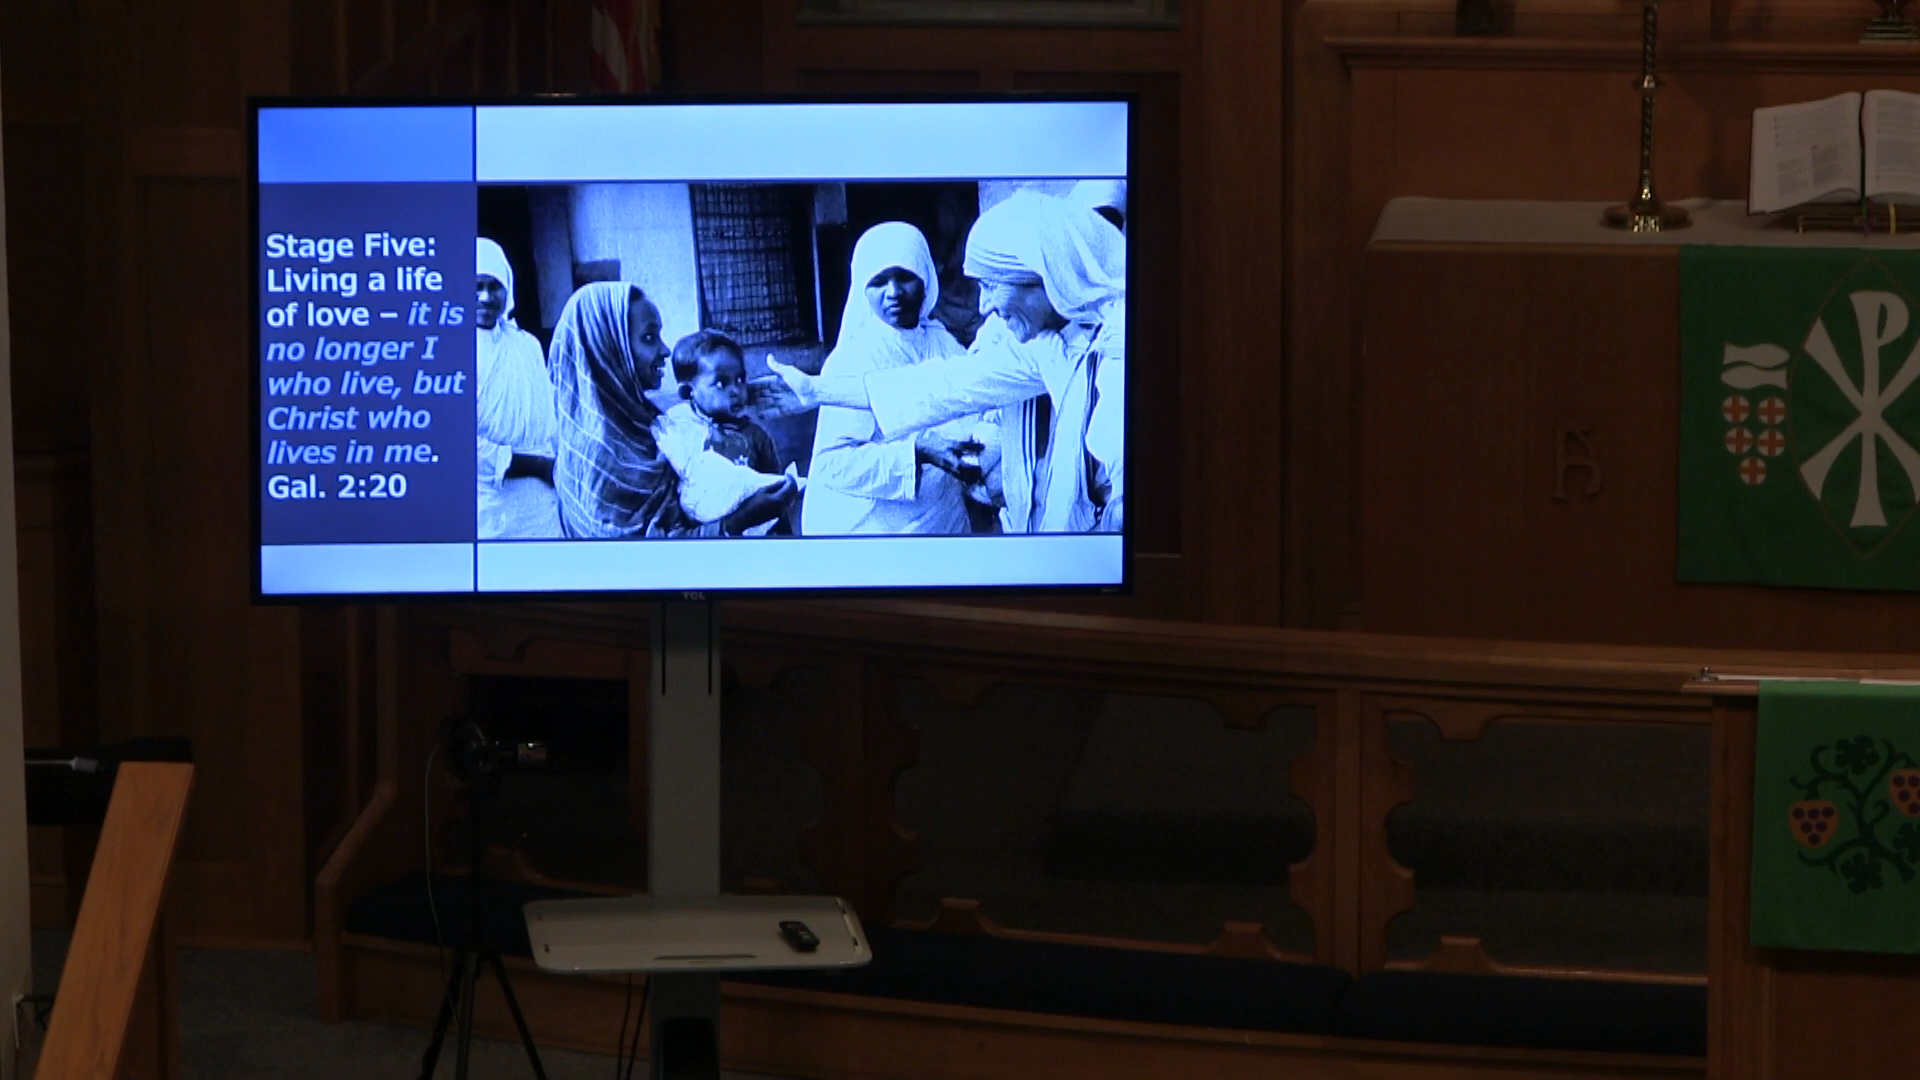 Stage Five:
Living a life
of love – it is
no longer I
who live, but
Christ who
lives in me.
Gal. 2:20
TCL